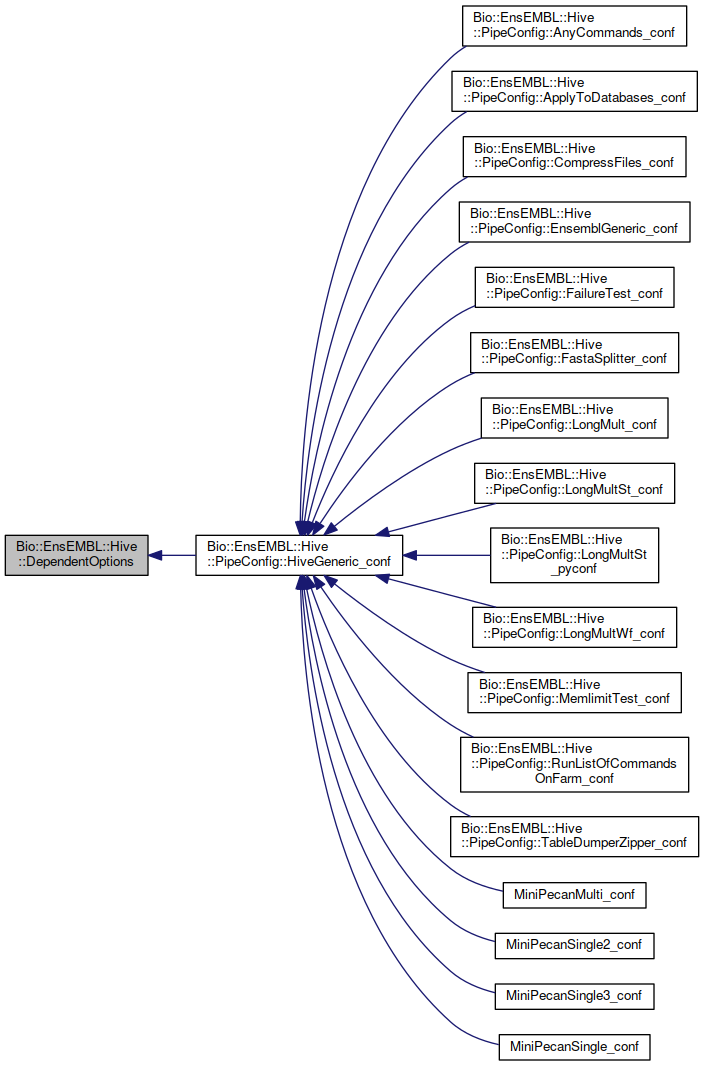 Bio::EnsEMBL::Hive
::PipeConfig::AnyCommands_conf
Bio::EnsEMBL::Hive
::PipeConfig::ApplyToDatabases_conf
Bio::EnsEMBL::Hive
::PipeConfig::CompressFiles_conf
Bio::EnsEMBL::Hive
::PipeConfig::EnsemblGeneric_conf
Bio::EnsEMBL::Hive
::PipeConfig::FailureTest_conf
Bio::EnsEMBL::Hive
::PipeConfig::FastaSplitter_conf
Bio::EnsEMBL::Hive
::PipeConfig::LongMult_conf
Bio::EnsEMBL::Hive
::PipeConfig::LongMultSt_conf
Bio::EnsEMBL::Hive
::DependentOptions
Bio::EnsEMBL::Hive
::PipeConfig::HiveGeneric_conf
Bio::EnsEMBL::Hive
::PipeConfig::LongMultSt
_pyconf
Bio::EnsEMBL::Hive
::PipeConfig::LongMultWf_conf
Bio::EnsEMBL::Hive
::PipeConfig::MemlimitTest_conf
Bio::EnsEMBL::Hive
::PipeConfig::RunListOfCommands
OnFarm_conf
Bio::EnsEMBL::Hive
::PipeConfig::TableDumperZipper_conf
MiniPecanMulti_conf
MiniPecanSingle2_conf
MiniPecanSingle3_conf
MiniPecanSingle_conf